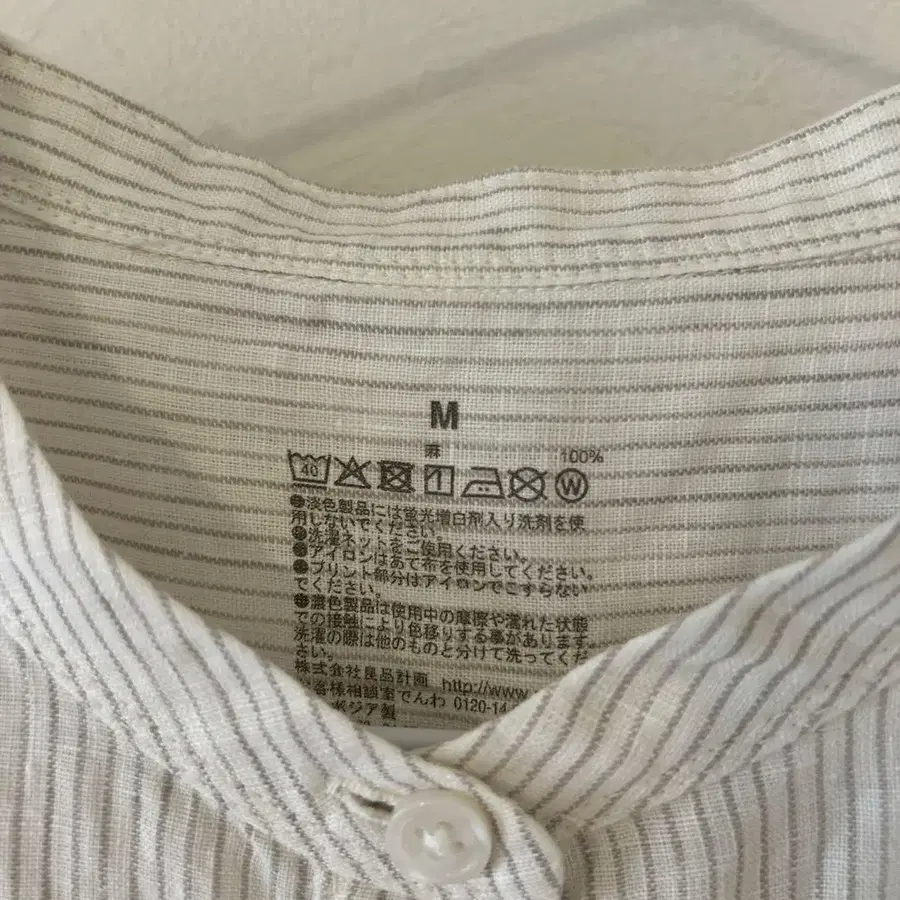 M
麻 100%
40
W
●淡色製品には蛍光増白剤入り洗剤を使
用しないでください。
●洗濯ネットをご使用ください。
●アイロンはあて布を使用してください。
●プリント部分はアイロンでこすらない
でください。
●濃色製品は使用中の摩擦や濡れた状態
での接触により色移りする事があります。
洗濯の際は他のものと分けて洗ってくだ
さい。
株式会社良品計画 http://www.
客様相談室でんわ 0120-14
ボジア製